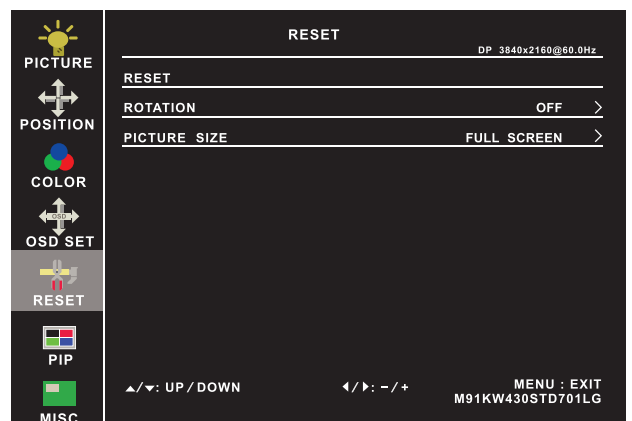 PICTURE
POSITION
COLOR
OSD
OSD SET
RESET
PIP
MISC
RESET
DP 3840x2160@60.0Hz
RESET
ROTATION OFF >
PICTURE SIZE FULL SCREEN >
▲/▼: UP/DOWN ◀/▶: -/+ MENU : EXIT
M91KW430STD701LG